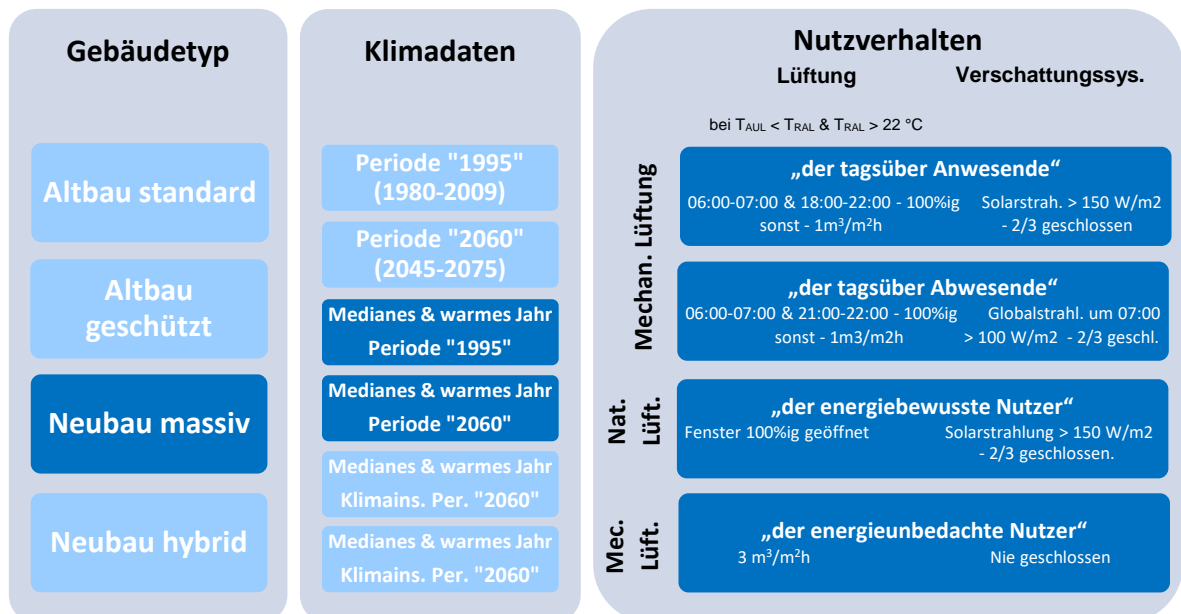 Gebäudetyp
Altbau standard
Altbau
geschützt
Neubau massiv
Neubau hybrid
Klimadaten
Periode "1995"
(1980-2009)
Periode "2060"
(2045-2075)
Medianes & warmes Jahr
Periode "1995"
Medianes & warmes Jahr
Periode "2060"
Medianes & warmes Jahr
Klimains. Per. "2060"
Medianes & warmes Jahr
Klimains. Per. "2060"
Nutzverhalten
Lüftung Verschattungssys.
bei TAUL < TRAL & TRAL > 22 °C
Mechan. Lüftung
„der tagsüber Anwesende“
06:00-07:00 & 18:00-22:00 - 100%ig Solarstrah. > 150 W/m2
sonst - 1m³/m²h - 2/3 geschlossen
„der tagsüber Abwesende“
06:00-07:00 & 21:00-22:00 - 100%ig Globalstrahl. um 07:00
sonst - 1m3/m2h > 100 W/m2 - 2/3 geschl.
Nat.
Lüft.
„der energiebewusste Nutzer“
Fenster 100%ig geöffnet Solarstrahlung > 150 W/m2
- 2/3 geschlossen.
Mec.
Lüft.
„der energieunbedachte Nutzer“
3 m³/m²h Nie geschlossen